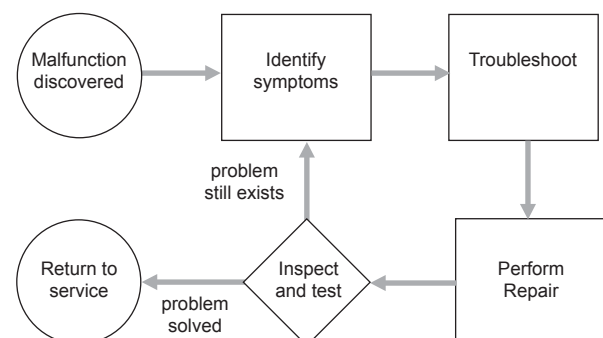 Malfunction
discovered
Identify
symptoms
Troubleshoot
problem
still exists
Return to
service
problem
solved
Inspect
and test
Perform
Repair